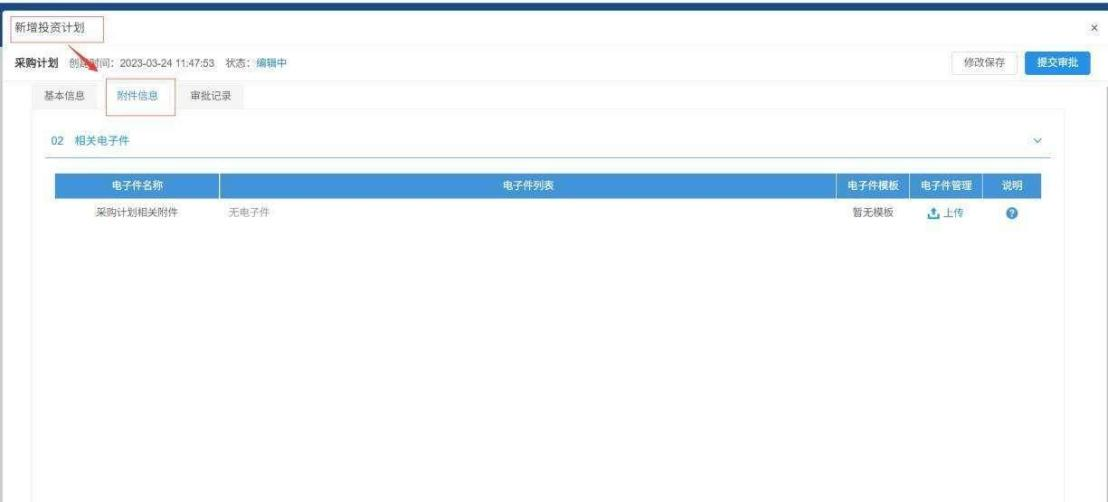 新增投资计划
×
采购计划 创建时间：2023-03-24 11:47:53 状态：编辑中 修改保存 提交审批
基本信息 附件信息 审批记录
02 相关电子件
电子件名称 电子件列表 电子件模板 电子件管理 说明
采购计划相关附件 无电子件 暂无模板 上传 ?